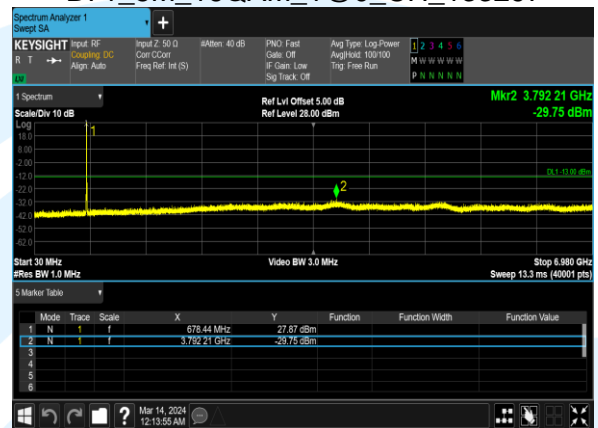 Spectrum Analyzer 1
Swept SA
+
KEYSIGHT Input: RF Input Z: 50 Ω #Atten: 40 dB PNO: Fast Avg Type: Log-Power 1 2 3 4 5 6
R T Coupling: DC Corr CCorr Gate: Off Avg|Hold: 100/100 M W W W W W
Align: Auto Freq Ref: Int (S) IF Gain: Low Trig: Free Run
Sig Track: Off P N N N N N
LW
1 Spectrum
Ref Lvl Offset 5.00 dB Mkr2 3.792 21 GHz
Scale/Div 10 dB Ref Level 28.00 dBm -29.75 dBm
Log
1
18.0
8.00
-2.00
-12.0 DL1 -13.00 dBm
-22.0 2
-32.0
-42.0
-52.0
-62.0
Start 30 MHz Video BW 3.0 MHz Stop 6.980 GHz
#Res BW 1.0 MHz Sweep 13.3 ms (40001 pts)
5 Marker Table
Mode Trace Scale X Y Function Function Width Function Value
1 N 1 f 678.44 MHz 27.87 dBm
2 N 1 f 3.792 21 GHz -29.75 dBm
3
4
5
6
? Mar 14, 2024
12:13:55 AM